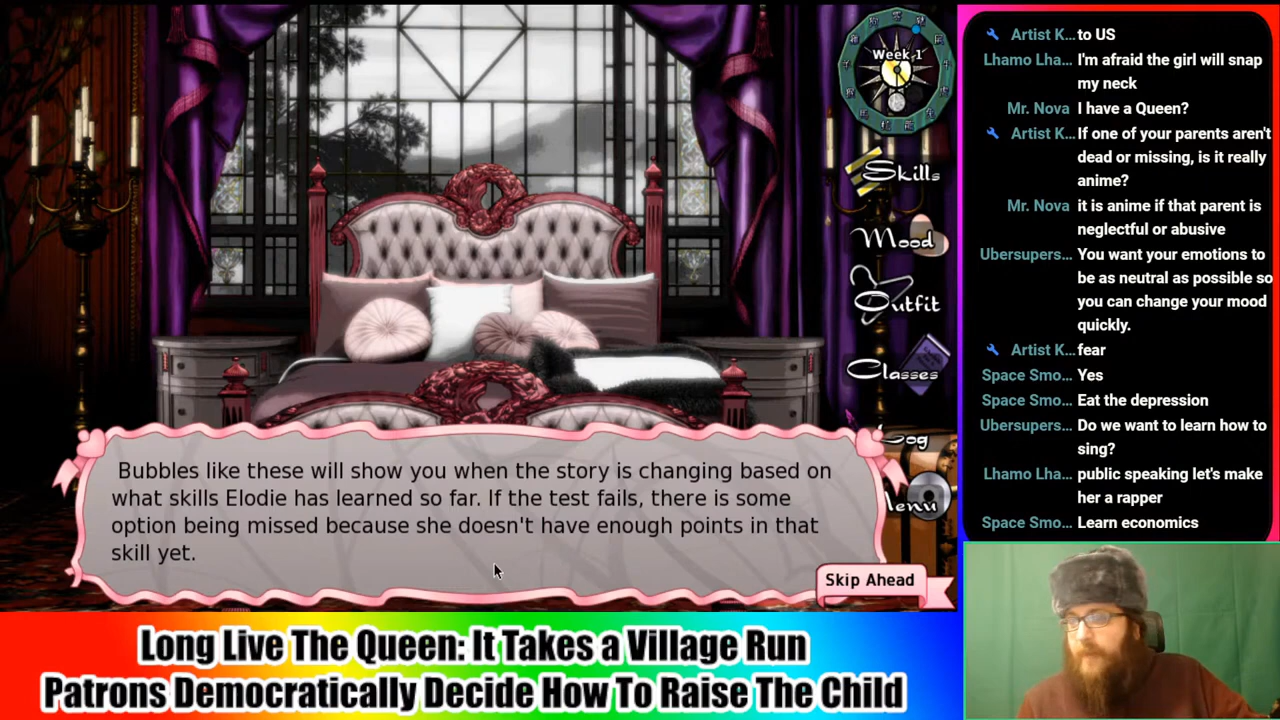 Week 1
Skills
Mood
Outfit
Classes
Log
Menu
Bubbles like these will show you when the story is changing based on
what skills Elodie has learned so far. If the test fails, there is some
option being missed because she doesn't have enough points in that
skill yet.
Skip Ahead
Artist K... to US
Lhamo Lha... I'm afraid the girl will snap
my neck
Mr. Nova I have a Queen?
Artist K... If one of your parents aren't
dead or missing, is it really
anime?
Mr. Nova it is anime if that parent is
neglectful or abusive
Ubersupers... You want your emotions to
be as neutral as possible so
you can change your mood
quickly.
Artist K... fear
Space Smo... Yes
Space Smo... Eat the depression
Ubersupers... Do we want to learn how to
sing?
Lhamo Lha... public speaking let's make
her a rapper
Space Smo... Learn economics
Long Live The Queen: It Takes a Village Run
Patrons Democratically Decide How To Raise The Child